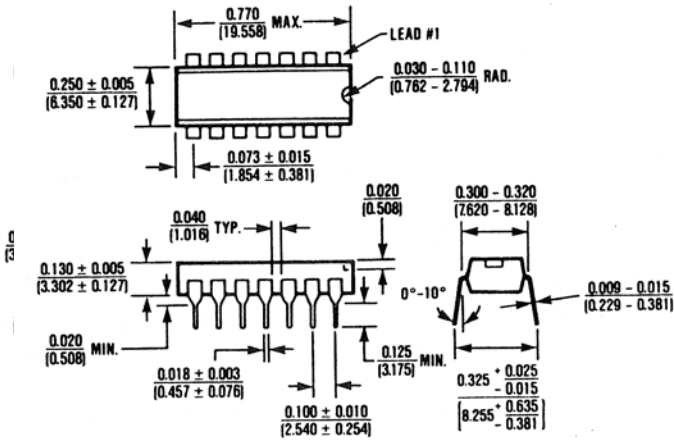 0.770
(19.558)
MAX.
LEAD #1
0.250 ± 0.005
(6.350 ± 0.127)
0.030 - 0.110
(0.762 - 2.794)
RAD.
0.073 ± 0.015
(1.854 ± 0.381)
0.040
(1.016)
TYP.
0.020
(0.508)
0.300 - 0.320
(7.620 - 8.128)
0.130 ± 0.005
(3.302 ± 0.127)
0°-10°
0.009 - 0.015
(0.229 - 0.381)
0.020
(0.508)
MIN.
0.125
(3.175)
MIN.
0.018 ± 0.003
(0.457 ± 0.076)
0.100 ± 0.010
(2.540 ± 0.254)
0.325 + 0.025
- 0.015
(8.255 + 0.635
- 0.381)